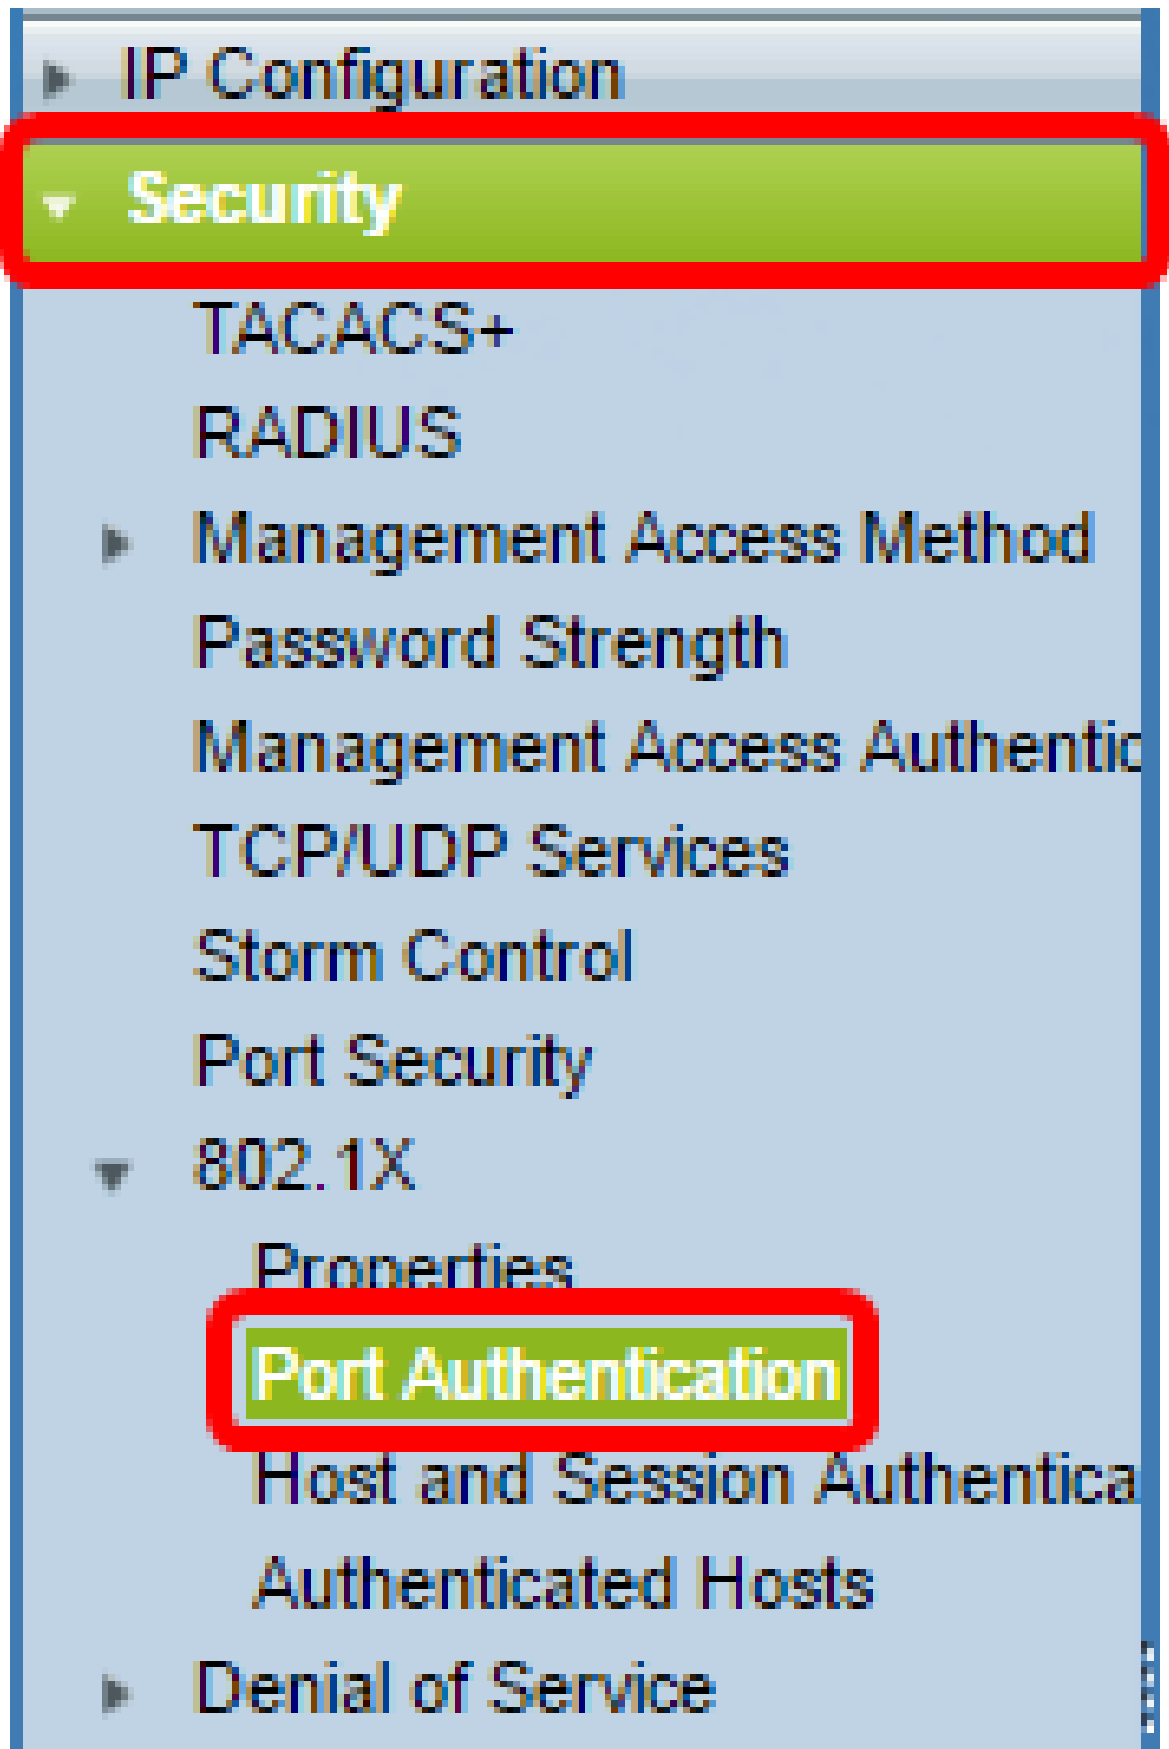 IP Configuration
Security
TACACS+
RADIUS
Management Access Method
Password Strength
Management Access Authentic
TCP/UDP Services
Storm Control
Port Security
802.1X
Properties
Port Authentication
Host and Session Authentica
Authenticated Hosts
Denial of Service